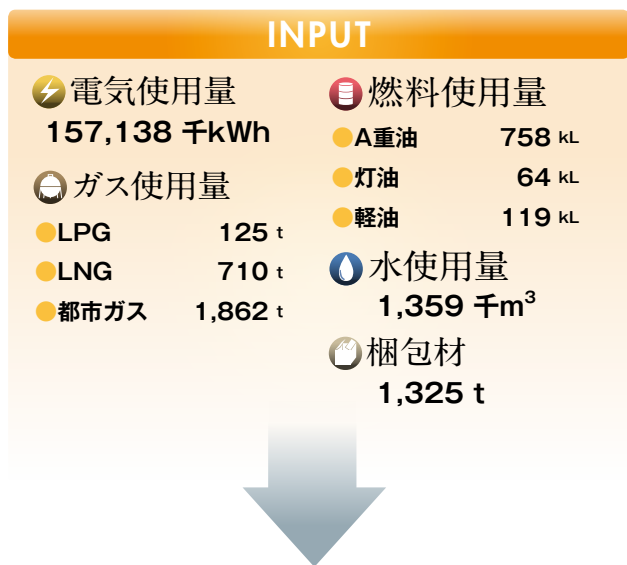 INPUT
電気使用量
157,138 千kWh
ガス使用量
LPG 125 t
LNG 710 t
都市ガス 1,862 t
燃料使用量
A重油 758 kL
灯油 64 kL
軽油 119 kL
水使用量
1,359 千m³
梱包材
1,325 t